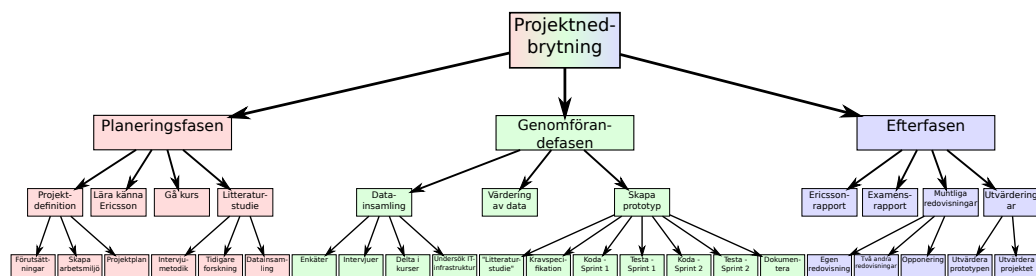 Projektned-
brytning
Planeringsfasen
Genomföran-
defasen
Efterfasen
Projekt-
definition
Lära känna
Ericsson
Gå kurs
Litteratur-
studie
Data-
insamling
Värdering
av data
Skapa
prototyp
Ericsson-
rapport
Examens-
rapport
Muntliga
redovisningar
Utvärdering
ar
Förutsätt-
ningar
Skapa
arbetsmiljö
Projektplan
Intervju-
metodik
Tidigare
forskning
Datainsam-
ling
Enkäter
Intervjuer
Delta i
kurser
Undersök IT-
infrastruktur
"Litteratur-
studie"
Kravspeci-
fikation
Koda -
Sprint 1
Testa -
Sprint 1
Koda -
Sprint 2
Testa -
Sprint 2
Dokumen-
tera
Egen
redovisning
Två andra
redovisningar
Opponering
Utvärdera
prototypen
Utvärdera
proje